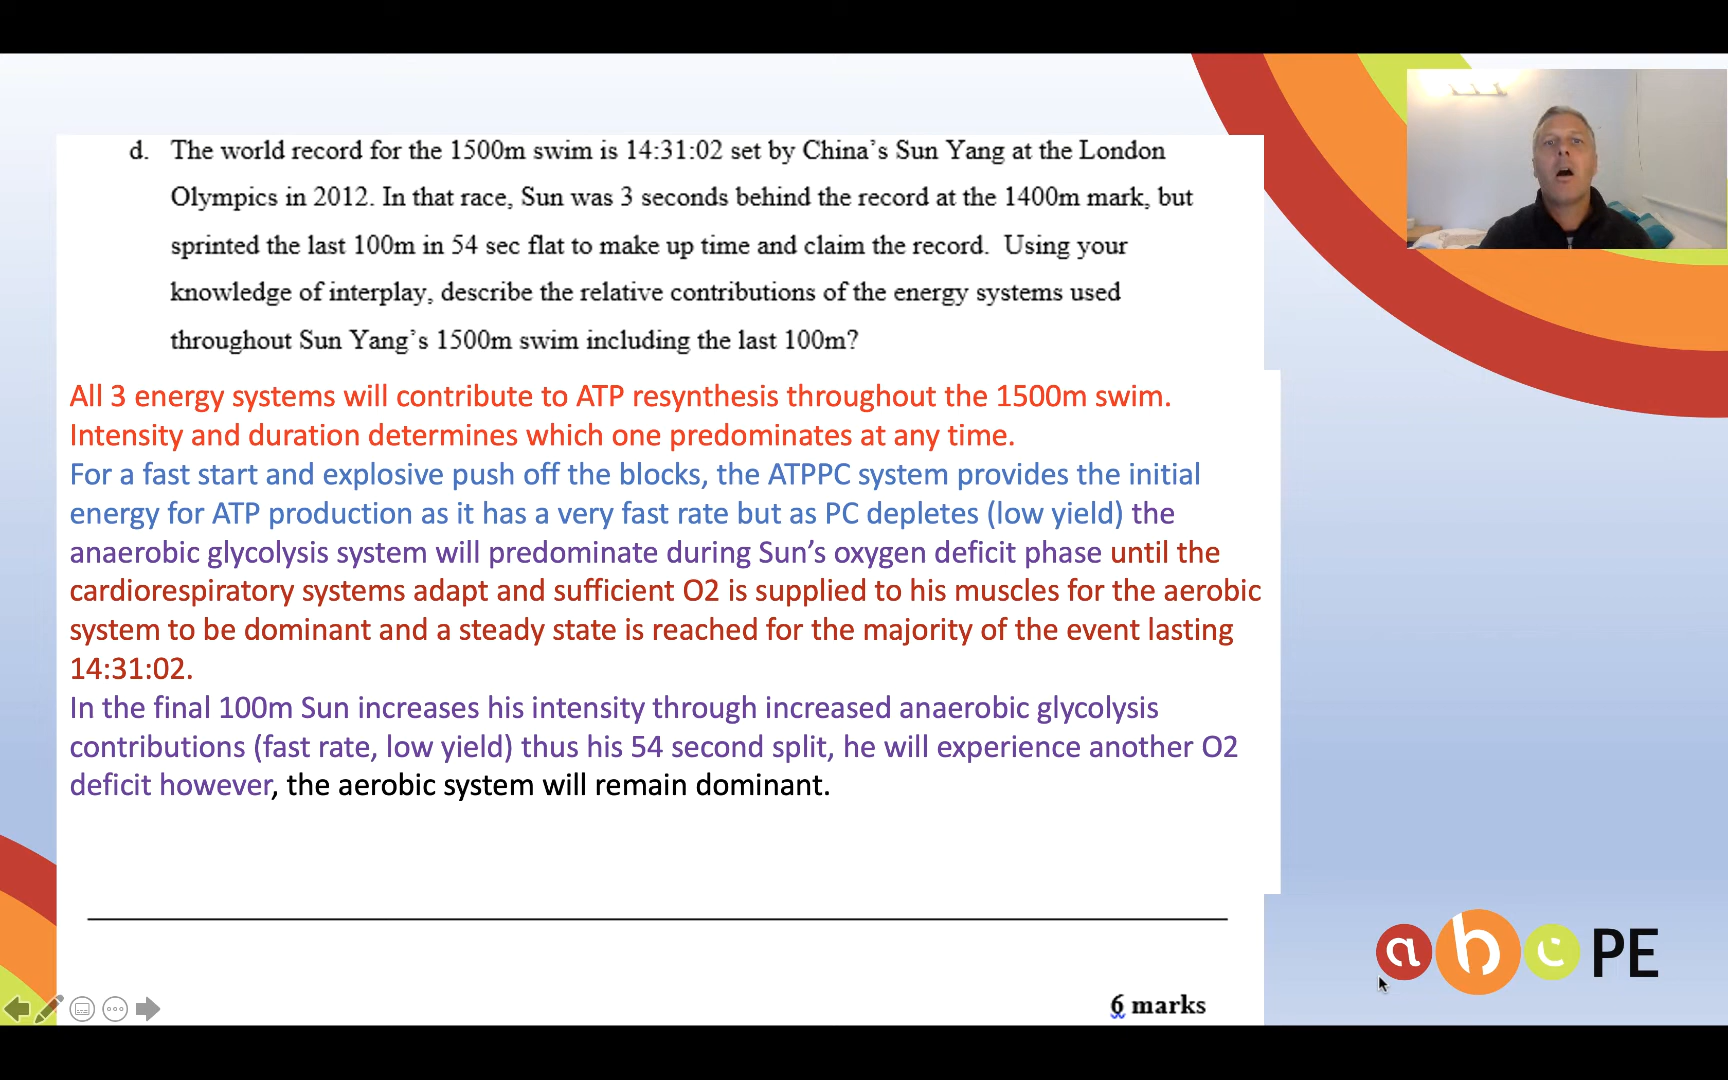 d. The world record for the 1500m swim is 14:31:02 set by China's Sun Yang at the London
Olympics in 2012. In that race, Sun was 3 seconds behind the record at the 1400m mark, but
sprinted the last 100m in 54 sec flat to make up time and claim the record. Using your
knowledge of interplay, describe the relative contributions of the energy systems used
throughout Sun Yang's 1500m swim including the last 100m?
All 3 energy systems will contribute to ATP resynthesis throughout the 1500m swim.
Intensity and duration determines which one predominates at any time.
For a fast start and explosive push off the blocks, the ATPPC system provides the initial
energy for ATP production as it has a very fast rate but as PC depletes (low yield) the
anaerobic glycolysis system will predominate during Sun's oxygen deficit phase until the
cardiorespiratory systems adapt and sufficient O2 is supplied to his muscles for the aerobic
system to be dominant and a steady state is reached for the majority of the event lasting
14:31:02.
In the final 100m Sun increases his intensity through increased anaerobic glycolysis
contributions (fast rate, low yield) thus his 54 second split, he will experience another O2
deficit however, the aerobic system will remain dominant.
6 marks
a b c PE